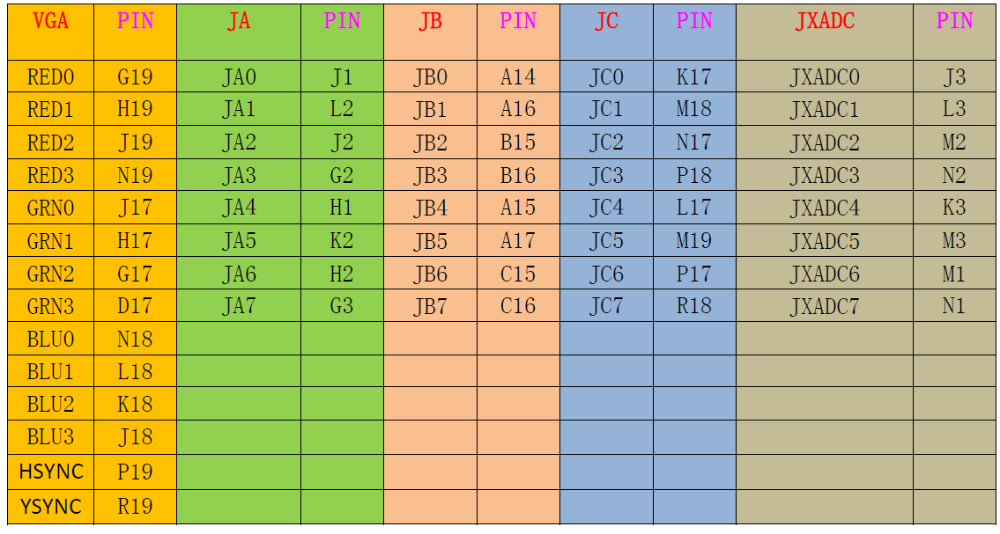 VGA PIN JA PIN JB PIN JC PIN JXADC PIN
RED0 G19 JA0 J1 JB0 A14 JC0 K17 JXADC0 J3
RED1 H19 JA1 L2 JB1 A16 JC1 M18 JXADC1 L3
RED2 J19 JA2 J2 JB2 B15 JC2 N17 JXADC2 M2
RED3 N19 JA3 G2 JB3 B16 JC3 P18 JXADC3 N2
GRN0 J17 JA4 H1 JB4 A15 JC4 L17 JXADC4 K3
GRN1 H17 JA5 K2 JB5 A17 JC5 M19 JXADC5 M3
GRN2 G17 JA6 H2 JB6 C15 JC6 P17 JXADC6 M1
GRN3 D17 JA7 G3 JB7 C16 JC7 R18 JXADC7 N1
BLU0 N18
BLU1 L18
BLU2 K18
BLU3 J18
HSYNC P19
YSYNC R19